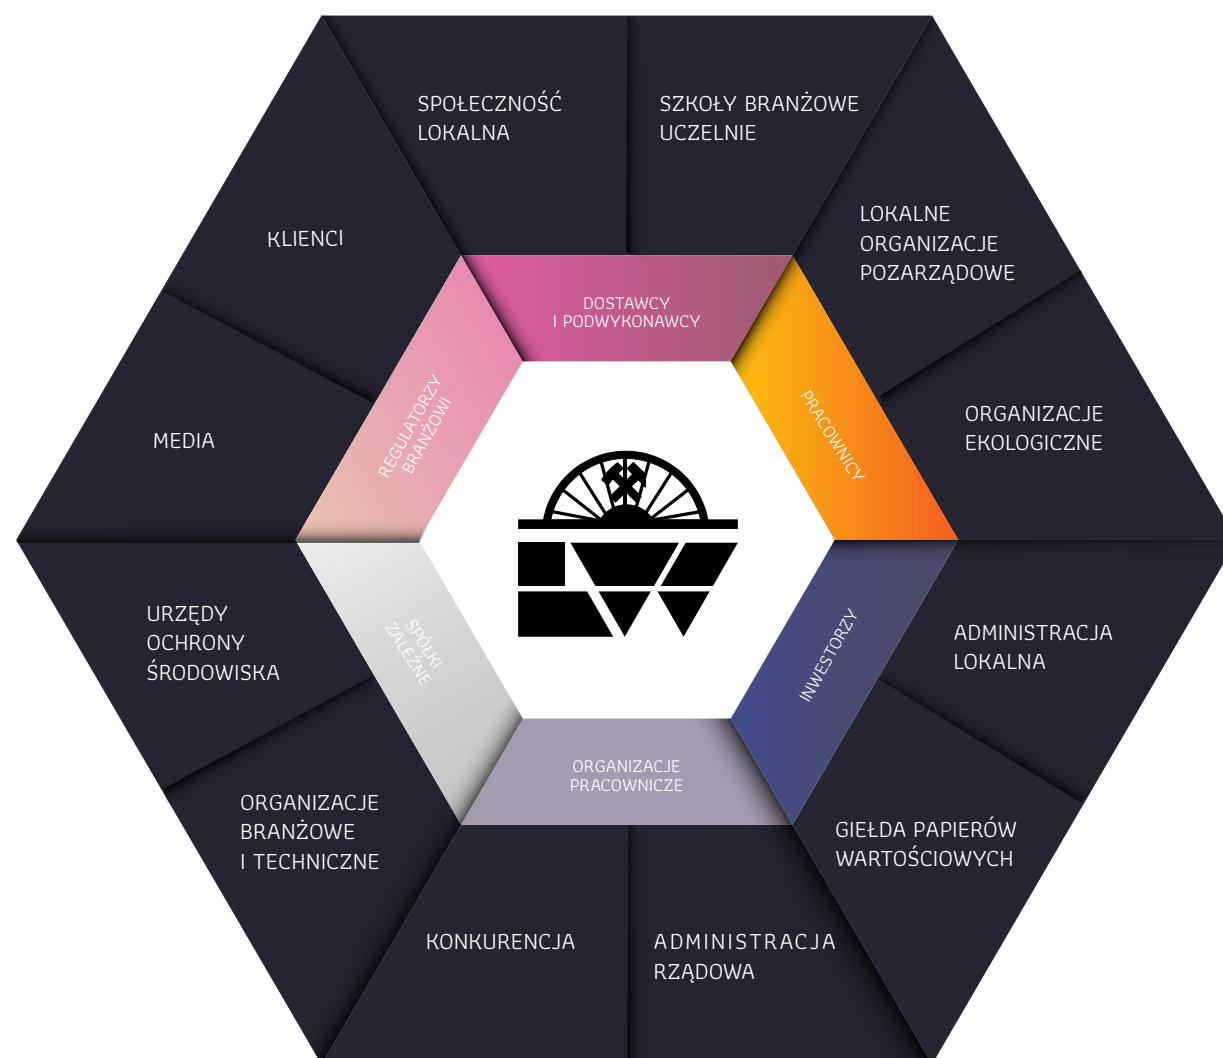 SPOŁECZNOŚĆ
LOKALNA
SZKOŁY BRANŻOWE
UCZELNIE
KLIENCI
LOKALNE
ORGANIZACJE
POZARZĄDOWE
MEDIA
ORGANIZACJE
EKOLOGICZNE
DOSTAWCY
I PODWYKONAWCY
REGULATORZY
BRANŻOWI
PRACOWNICY
SPÓŁKI
ZALEŻNE
INWESTORZY
ORGANIZACJE
PRACOWNICZE
URZĘDY
OCHRONY
ŚRODOWISKA
ADMINISTRACJA
LOKALNA
ORGANIZACJE
BRANŻOWE
I TECHNICZNE
GIEŁDA PAPIERÓW
WARTOŚCIOWYCH
KONKURENCJA
ADMINISTRACJA
RZĄDOWA